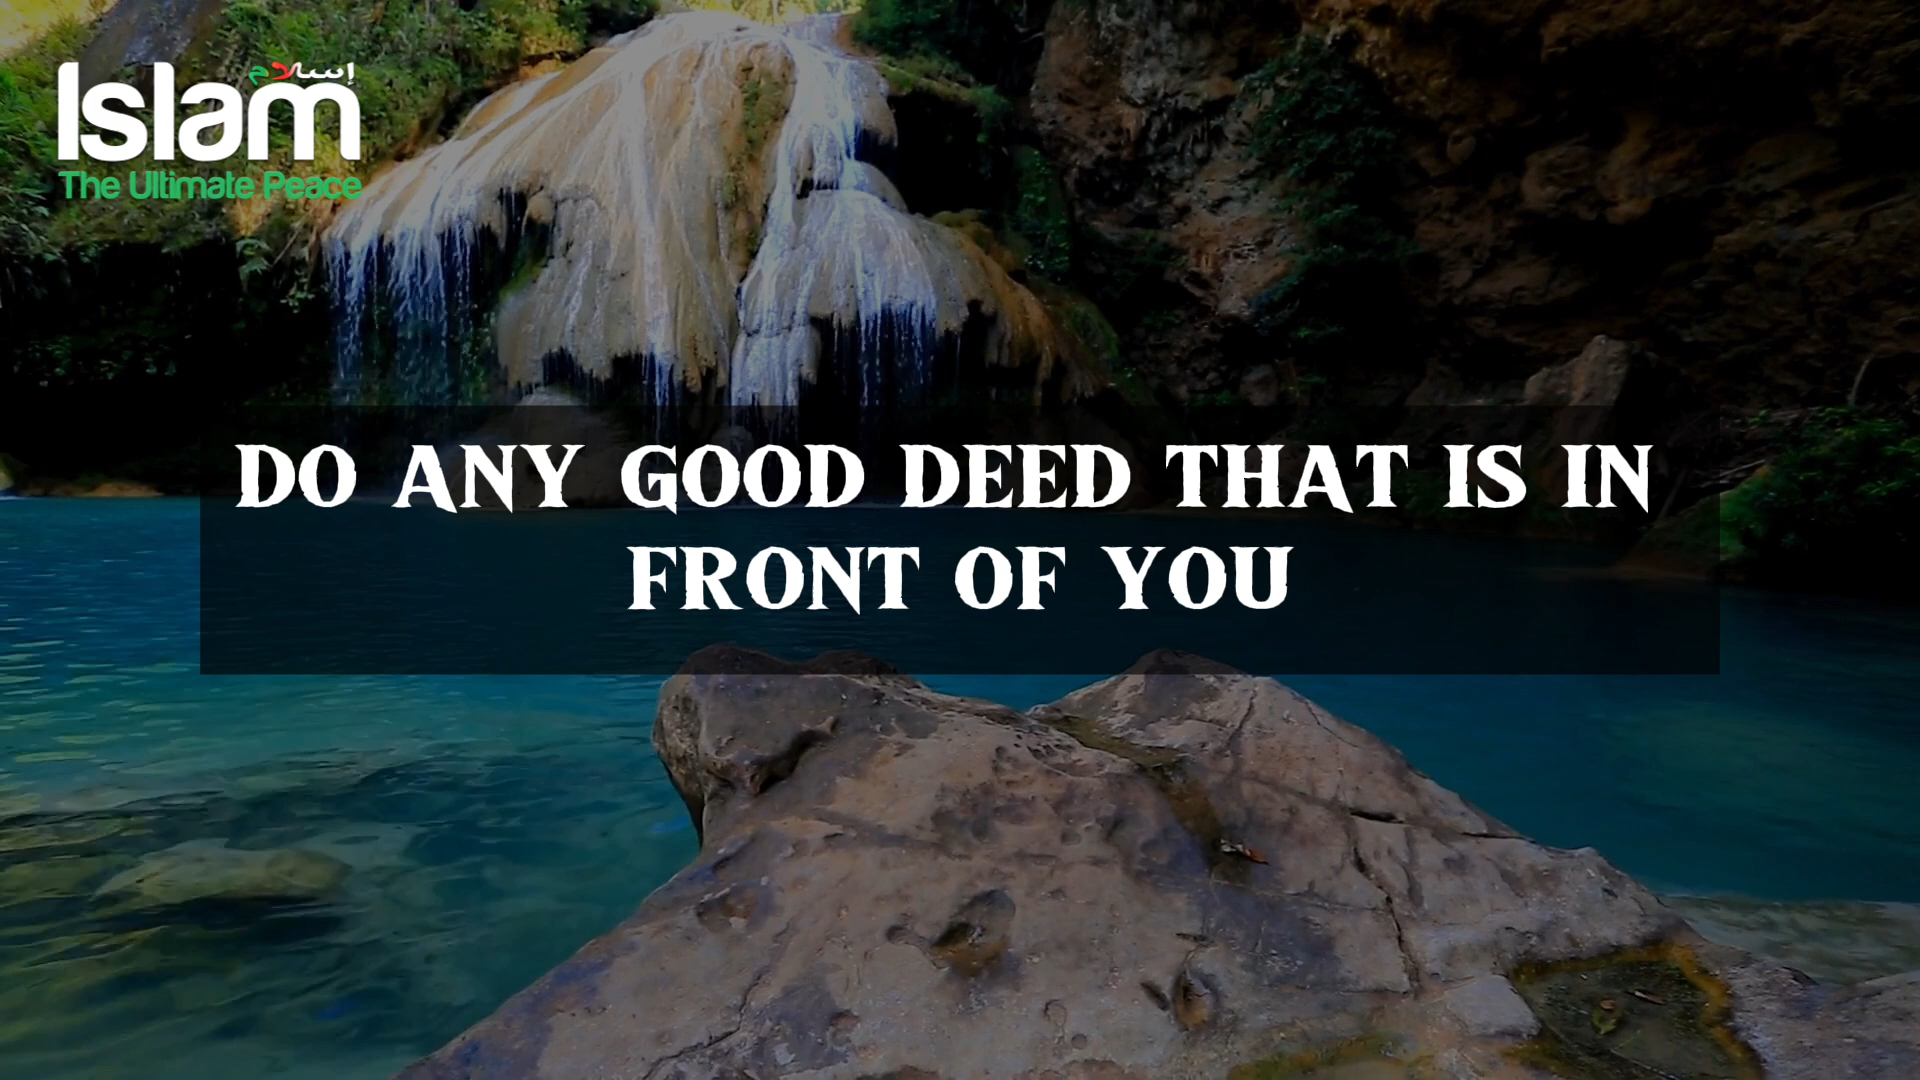 إسلام
Islam
The Ultimate Peace
DO ANY GOOD DEED THAT IS IN
FRONT OF YOU